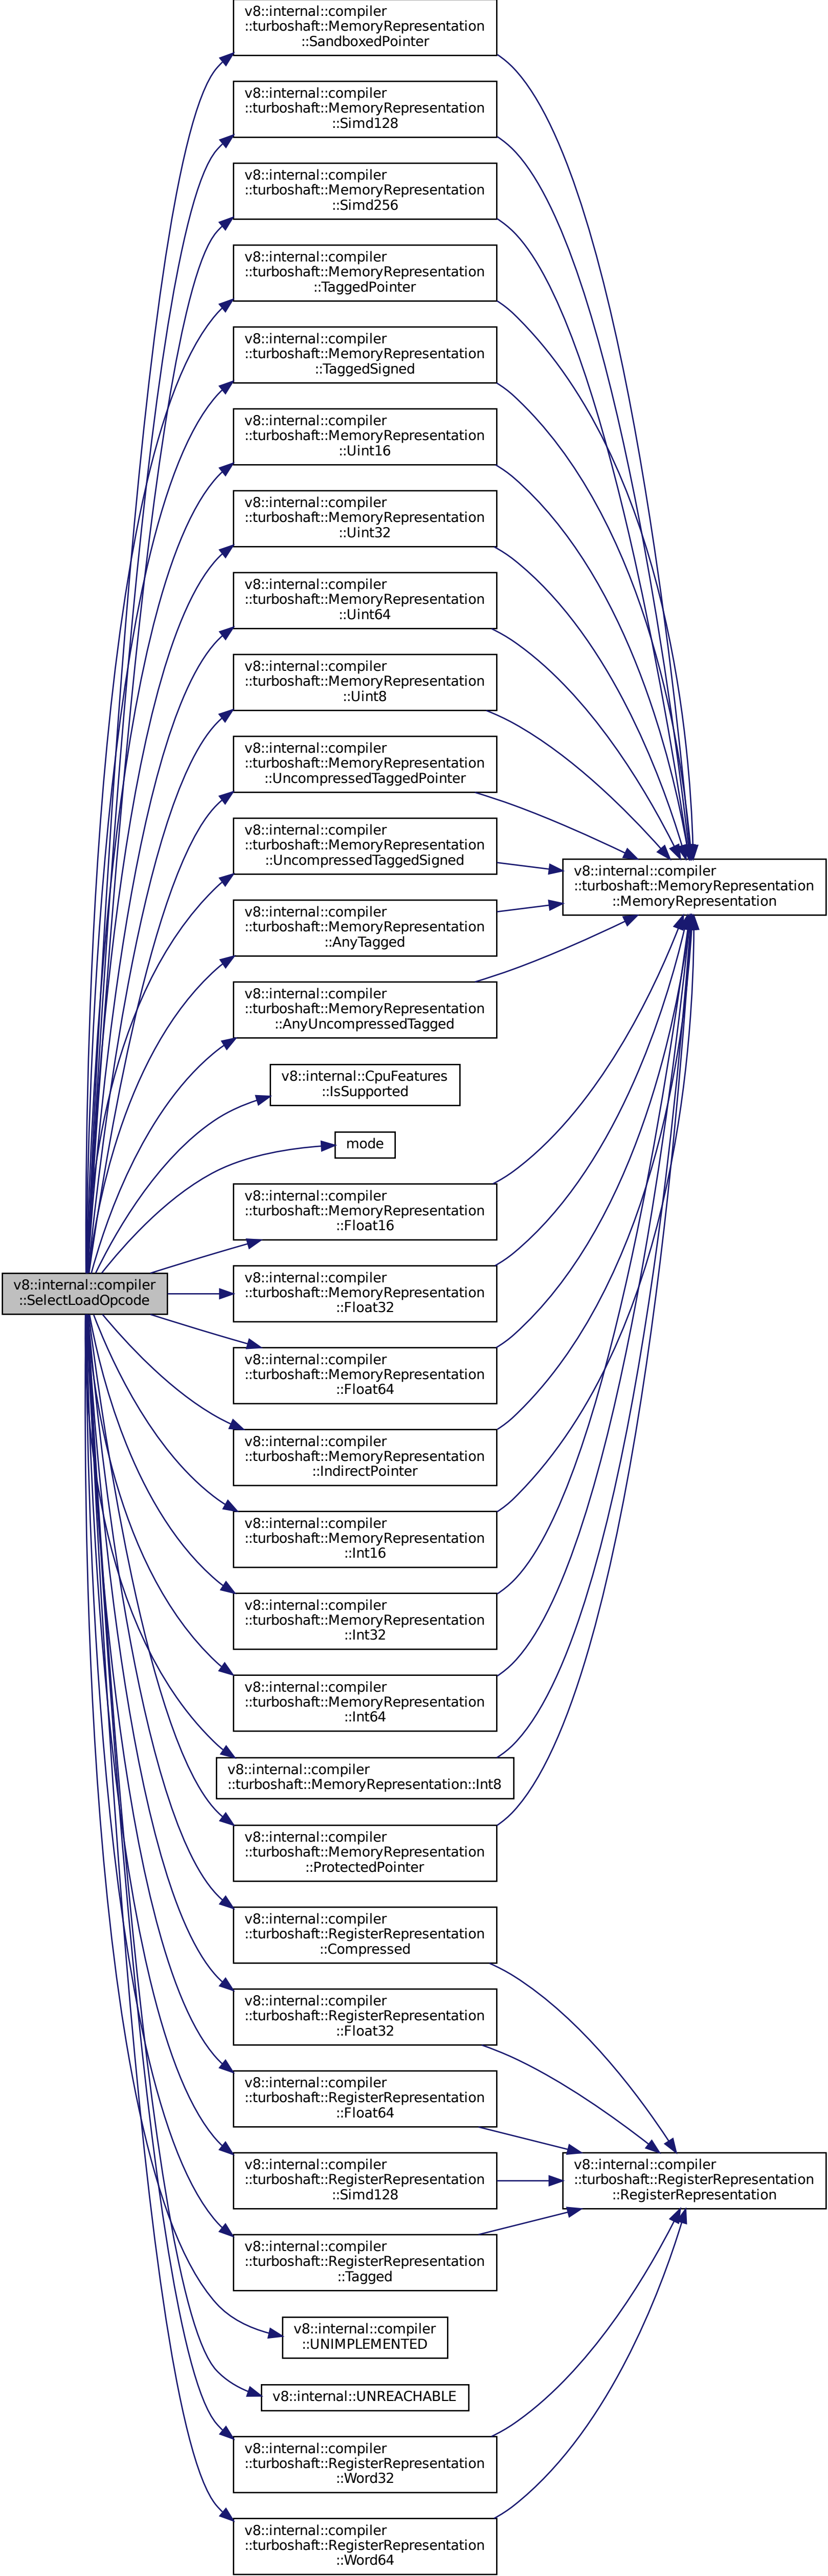 v8::internal::compiler
::turboshaft::MemoryRepresentation
::SandboxedPointer
v8::internal::compiler
::turboshaft::MemoryRepresentation
::Simd128
v8::internal::compiler
::turboshaft::MemoryRepresentation
::Simd256
v8::internal::compiler
::turboshaft::MemoryRepresentation
::TaggedPointer
v8::internal::compiler
::turboshaft::MemoryRepresentation
::TaggedSigned
v8::internal::compiler
::turboshaft::MemoryRepresentation
::Uint16
v8::internal::compiler
::turboshaft::MemoryRepresentation
::Uint32
v8::internal::compiler
::turboshaft::MemoryRepresentation
::Uint64
v8::internal::compiler
::turboshaft::MemoryRepresentation
::Uint8
v8::internal::compiler
::turboshaft::MemoryRepresentation
::UncompressedTaggedPointer
v8::internal::compiler
::turboshaft::MemoryRepresentation
::UncompressedTaggedSigned
v8::internal::compiler
::turboshaft::MemoryRepresentation
::MemoryRepresentation
v8::internal::compiler
::turboshaft::MemoryRepresentation
::AnyTagged
v8::internal::compiler
::turboshaft::MemoryRepresentation
::AnyUncompressedTagged
v8::internal::CpuFeatures
::IsSupported
mode
v8::internal::compiler
::turboshaft::MemoryRepresentation
::Float16
v8::internal::compiler
::SelectLoadOpcode
v8::internal::compiler
::turboshaft::MemoryRepresentation
::Float32
v8::internal::compiler
::turboshaft::MemoryRepresentation
::Float64
v8::internal::compiler
::turboshaft::MemoryRepresentation
::IndirectPointer
v8::internal::compiler
::turboshaft::MemoryRepresentation
::Int16
v8::internal::compiler
::turboshaft::MemoryRepresentation
::Int32
v8::internal::compiler
::turboshaft::MemoryRepresentation
::Int64
v8::internal::compiler
::turboshaft::MemoryRepresentation::Int8
v8::internal::compiler
::turboshaft::MemoryRepresentation
::ProtectedPointer
v8::internal::compiler
::turboshaft::RegisterRepresentation
::Compressed
v8::internal::compiler
::turboshaft::RegisterRepresentation
::Float32
v8::internal::compiler
::turboshaft::RegisterRepresentation
::Float64
v8::internal::compiler
::turboshaft::RegisterRepresentation
::Simd128
v8::internal::compiler
::turboshaft::RegisterRepresentation
::RegisterRepresentation
v8::internal::compiler
::turboshaft::RegisterRepresentation
::Tagged
v8::internal::compiler
::UNIMPLEMENTED
v8::internal::UNREACHABLE
v8::internal::compiler
::turboshaft::RegisterRepresentation
::Word32
v8::internal::compiler
::turboshaft::RegisterRepresentation
::Word64